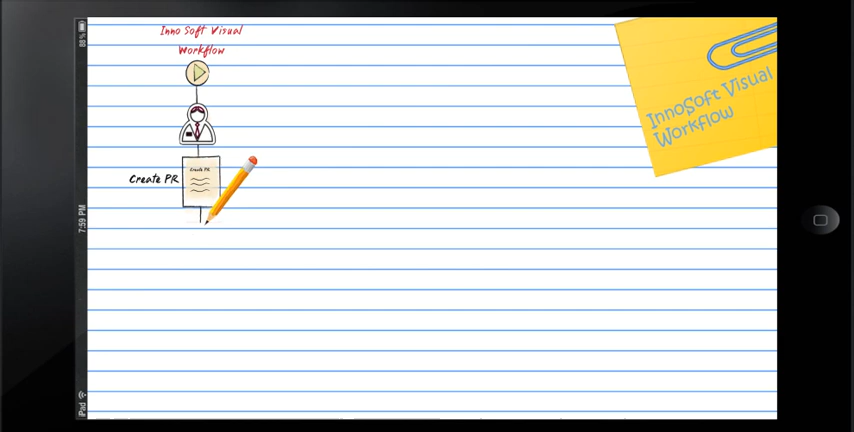 Inno Soft Visual
Workflow
Create PR
Create PR
InnoSoft Visual
Workflow
88%
7:59 PM
iPad